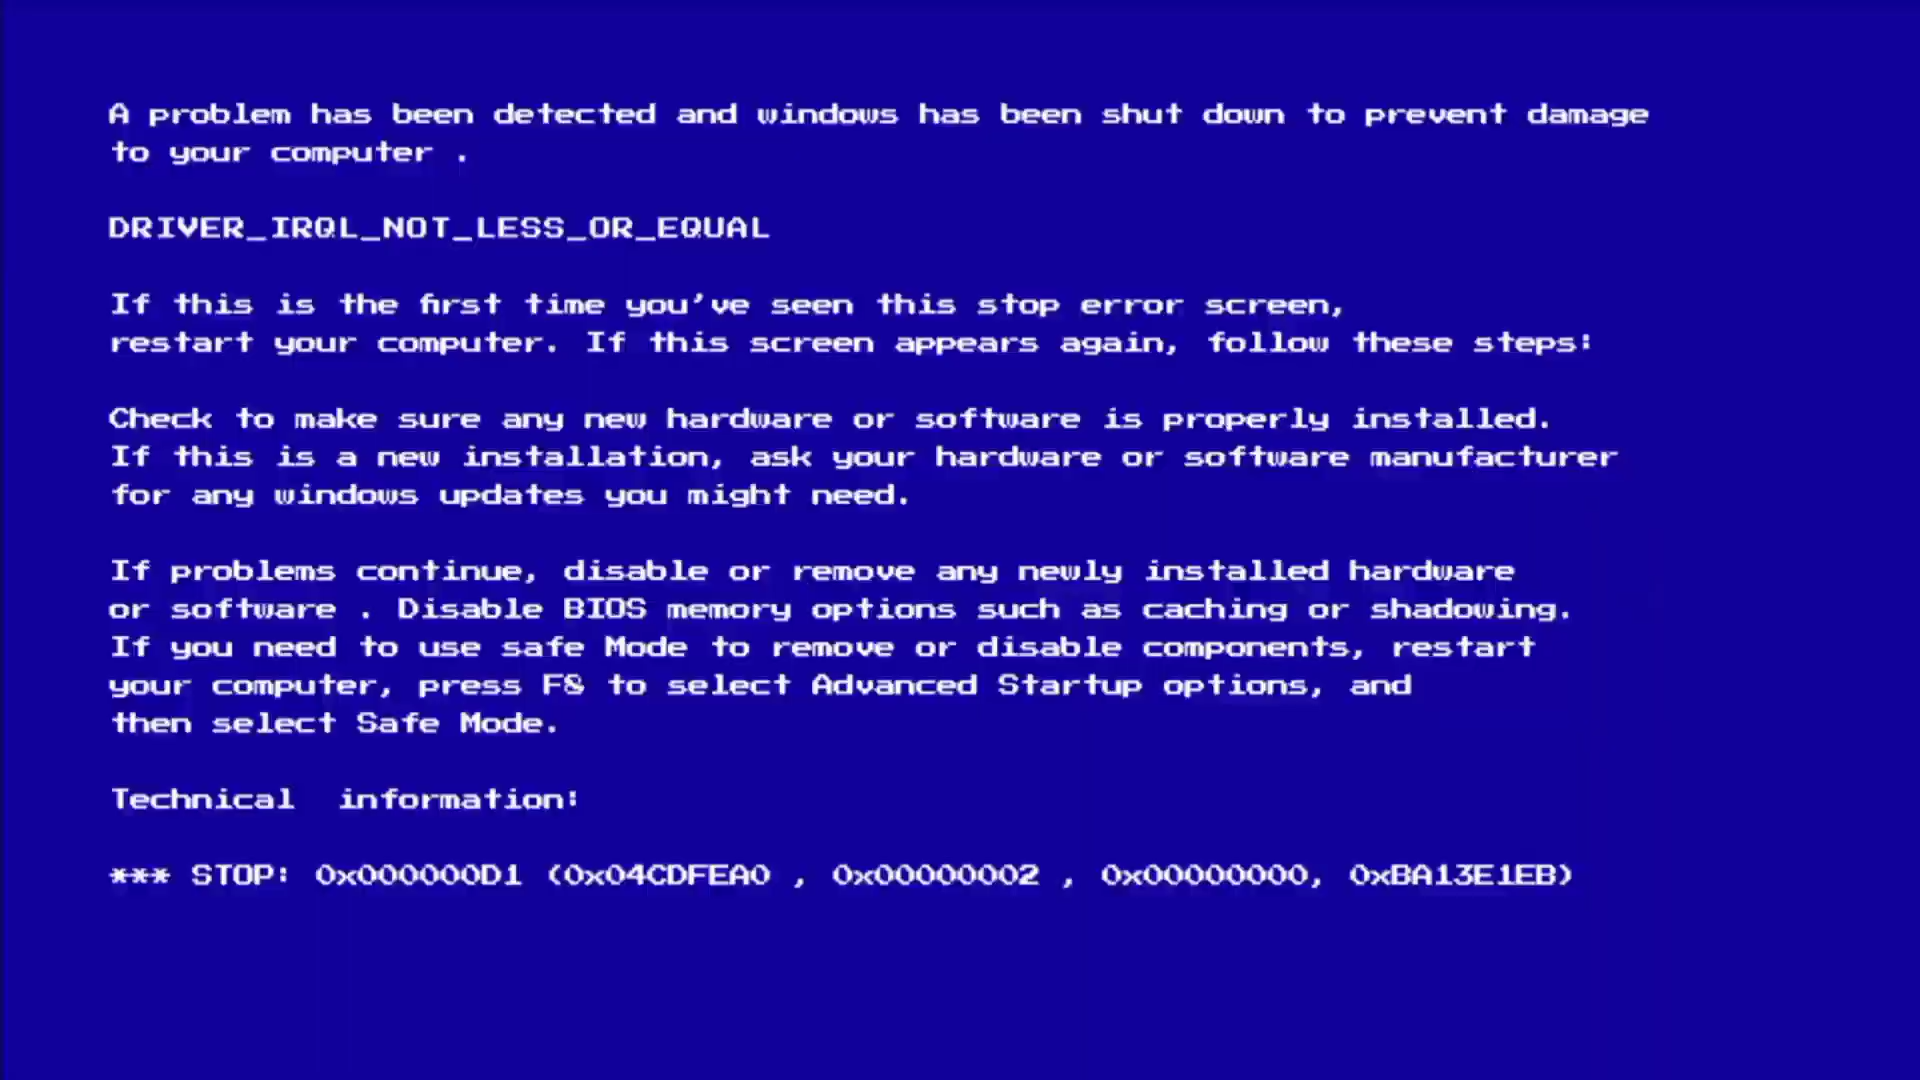 A problem has been detected and windows has been shut down to prevent damage
to your computer .
DRIVER_IRQL_NOT_LESS_OR_EQUAL
If this is the first time you've seen this stop error screen,
restart your computer. If this screen appears again, follow these steps:
Check to make sure any new hardware or software is properly installed.
If this is a new installation, ask your hardware or software manufacturer
for any windows updates you might need.
If problems continue, disable or remove any newly installed hardware
or software . Disable BIOS memory options such as caching or shadowing.
If you need to use safe Mode to remove or disable components, restart
your computer, press F& to select Advanced Startup options, and
then select Safe Mode.
Technical  information:
*** STOP: 0x000000D1 (0x04CDFEA0 , 0x00000002 , 0x00000000, 0xBA13E1EB)